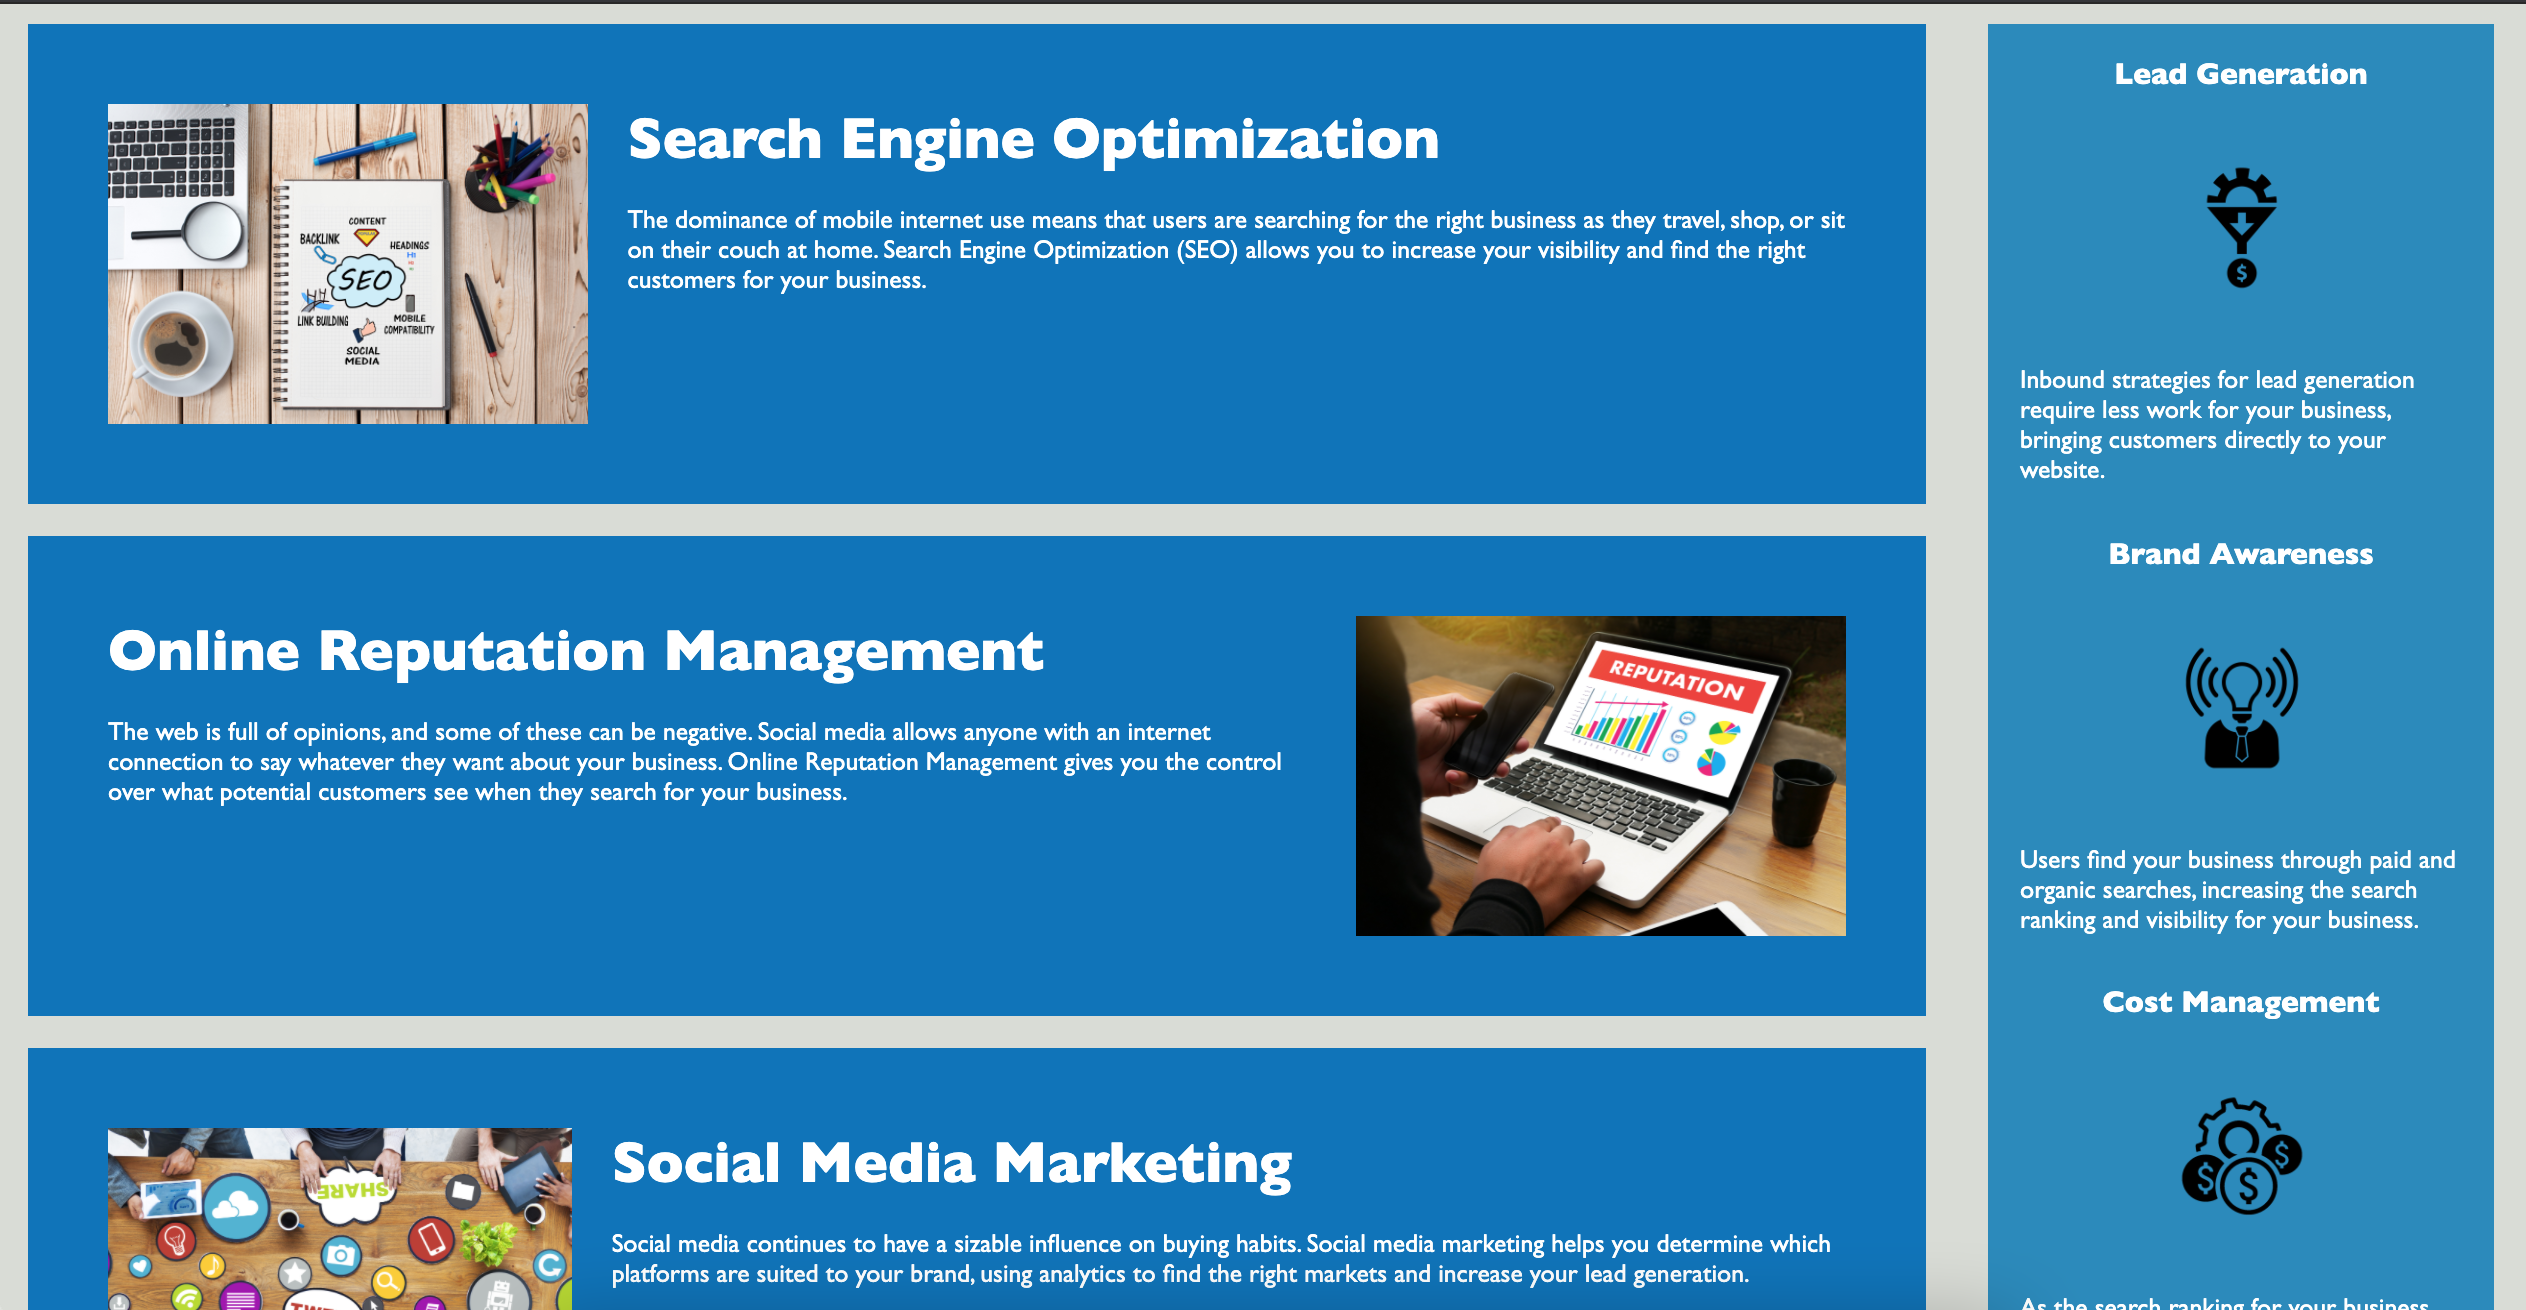 Search Engine Optimization
The dominance of mobile internet use means that users are searching for the right business as they travel, shop, or sit
on their couch at home. Search Engine Optimization (SEO) allows you to increase your visibility and find the right
customers for your business.
CONTENT
BACKLINK
HEADINGS
H1
SEO
LINK BUILDING
MOBILE
COMPATIBILITY
SOCIAL
MEDIA
Online Reputation Management
The web is full of opinions, and some of these can be negative. Social media allows anyone with an internet
connection to say whatever they want about your business. Online Reputation Management gives you the control
over what potential customers see when they search for your business.
REPUTATION
Social Media Marketing
Social media continues to have a sizable influence on buying habits. Social media marketing helps you determine which
platforms are suited to your brand, using analytics to find the right markets and increase your lead generation.
SHARE
Lead Generation
$
Inbound strategies for lead generation
require less work for your business,
bringing customers directly to your
website.
Brand Awareness
Users find your business through paid and
organic searches, increasing the search
ranking and visibility for your business.
Cost Management
$
$
$
As the search ranking for your business